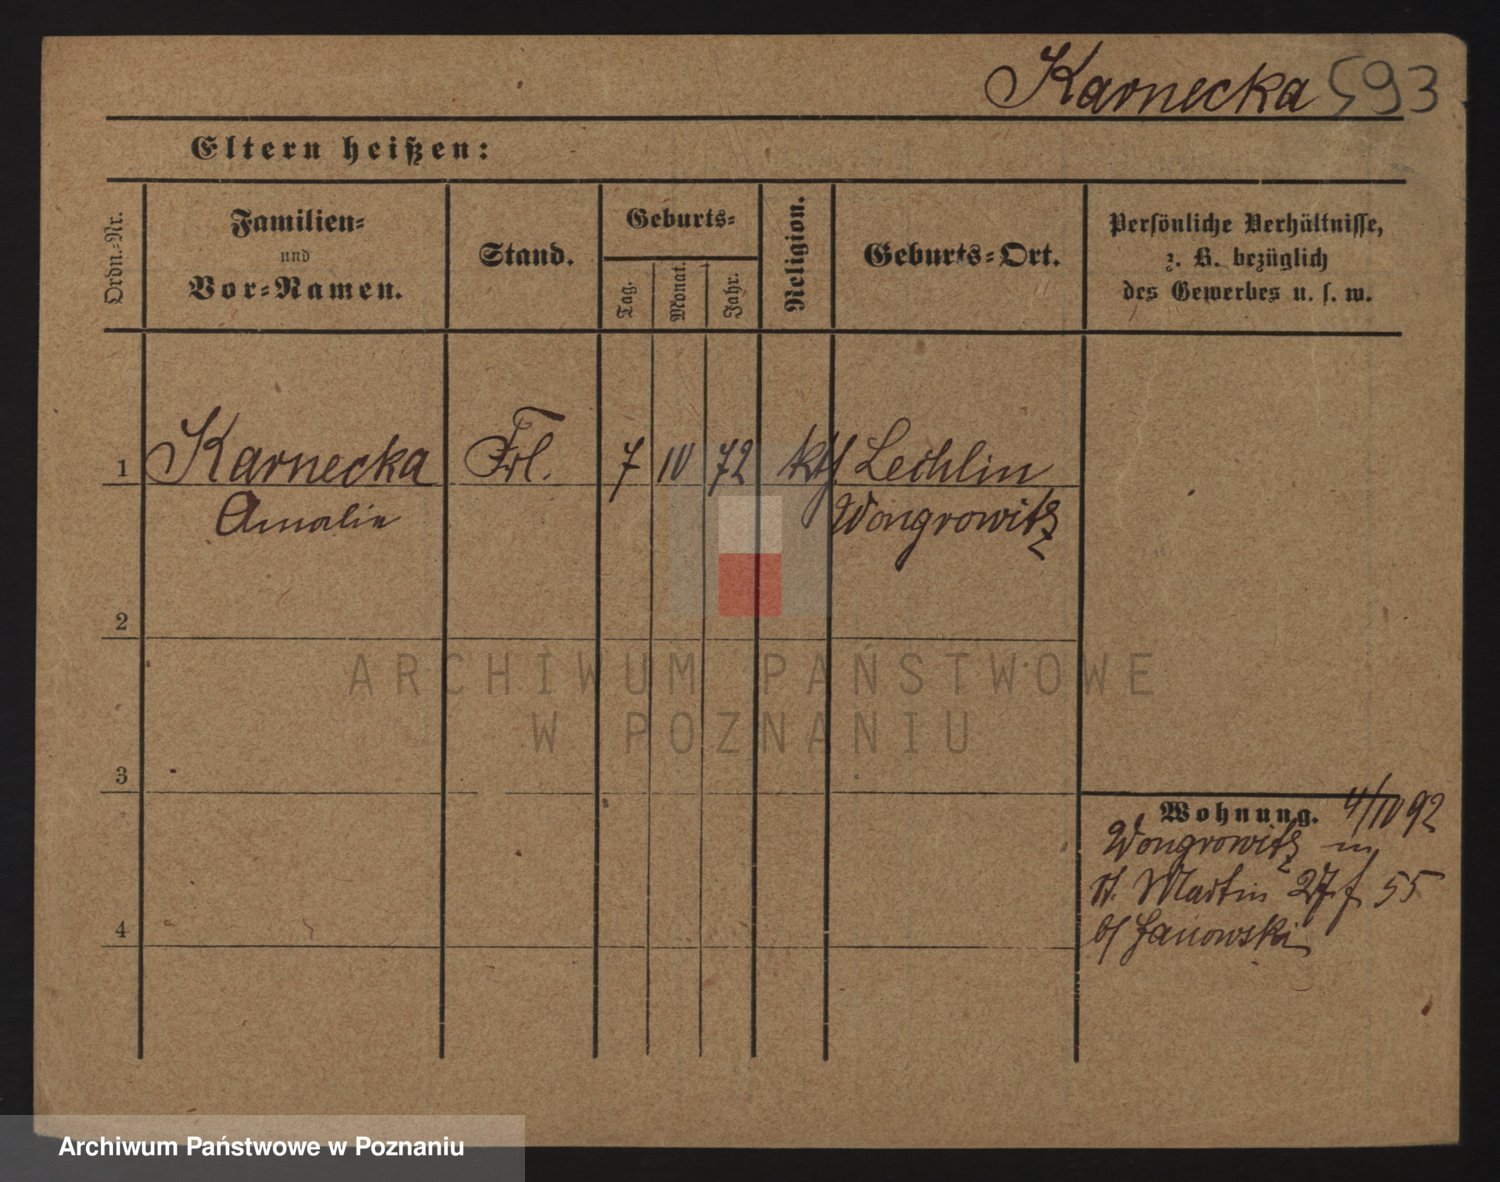 Karnecka 593
Eltern heißen:
Ordn.-Nr.
Familien-
und
Vor-Namen.
Stand.
Geburts-
Tag.
Monat.
Jahr.
Religion.
Geburts-Ort.
Persönliche Verhältnisse,
z. B. bezüglich
des Gewerbes u. s. w.
1 Karnecka Frl. 7 10 72 kth Lechlin
Amalie Wongrowitz
2
ARCHIWUM PAŃSTWOWE
W POZNANIU
3
Wohnung. 4/10 92
Wongrowitz
St. Martin 27 f 55
b/ Janowski
4
Archiwum Państwowe w Poznaniu